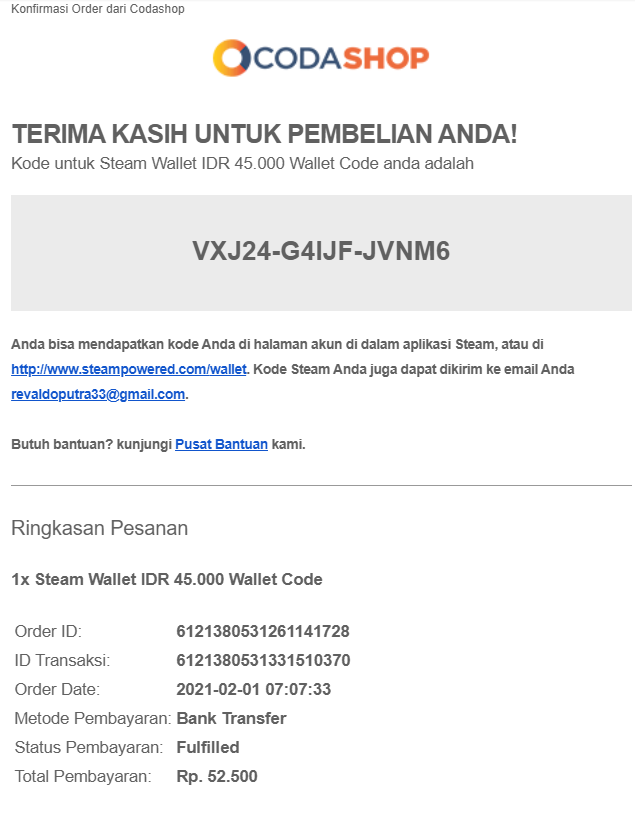 Konfirmasi Order dari Codashop
CODASHOP
TERIMA KASIH UNTUK PEMBELIAN ANDA!
Kode untuk Steam Wallet IDR 45.000 Wallet Code anda adalah
VXJ24-G4IJF-JVNM6
Anda bisa mendapatkan kode Anda di halaman akun di dalam aplikasi Steam, atau di
http://www.steampowered.com/wallet. Kode Steam Anda juga dapat dikirim ke email Anda
revaldoputra33@gmail.com.
Butuh bantuan? kunjungi Pusat Bantuan kami.
Ringkasan Pesanan
1x Steam Wallet IDR 45.000 Wallet Code
Order ID: 6121380531261141728
ID Transaksi: 6121380531331510370
Order Date: 2021-02-01 07:07:33
Metode Pembayaran: Bank Transfer
Status Pembayaran: Fulfilled
Total Pembayaran: Rp. 52.500